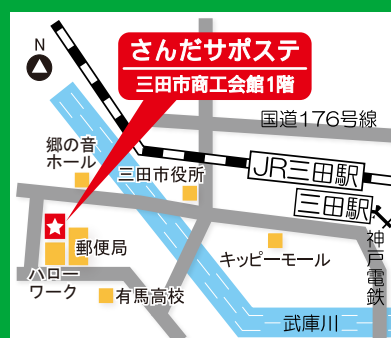 N
さんだサポステ
三田市商工会館1階
国道176号線
郷の音
ホール
三田市役所
JR三田駅
三田駅
神戸電鉄
郵便局
ハロー
ワーク
有馬高校
キッピーモール
武庫川